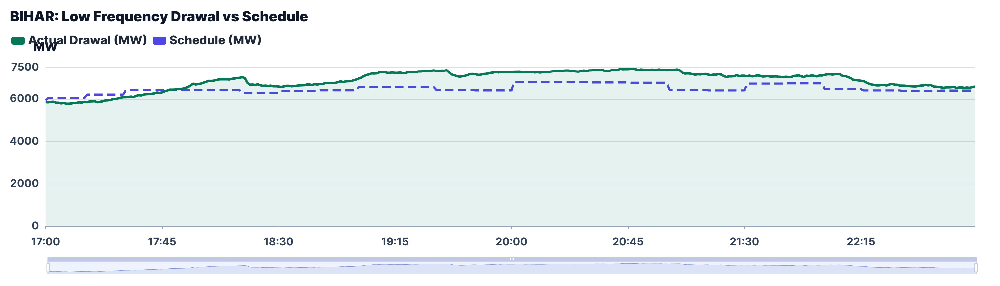 BIHAR: Low Frequency Drawal vs Schedule
Actual Drawal (MW) Schedule (MW)
MW
7500
6000
4000
2000
0
17:00 17:45 18:30 19:15 20:00 20:45 21:30 22:15